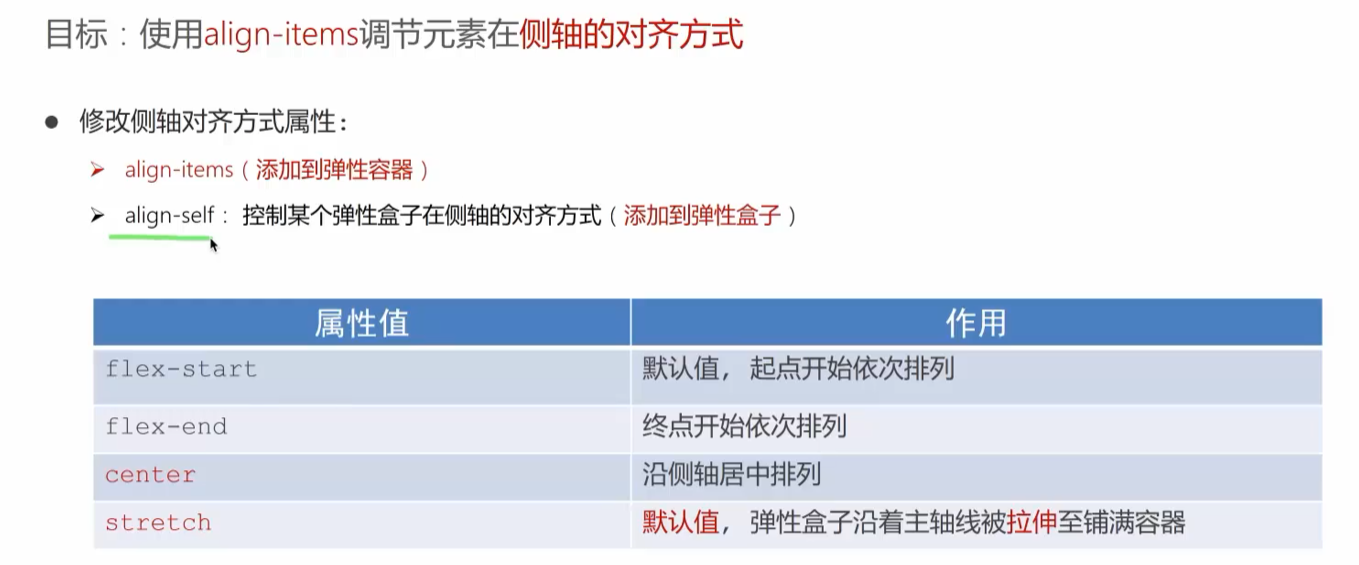 目标：使用align-items调节元素在侧轴的对齐方式
● 修改侧轴对齐方式属性：
➢ align-items（添加到弹性容器）
➢ align-self： 控制某个弹性盒子在侧轴的对齐方式（添加到弹性盒子）
属性值 作用
flex-start 默认值，起点开始依次排列
flex-end 终点开始依次排列
center 沿侧轴居中排列
stretch 默认值，弹性盒子沿着主轴线被拉伸至铺满容器